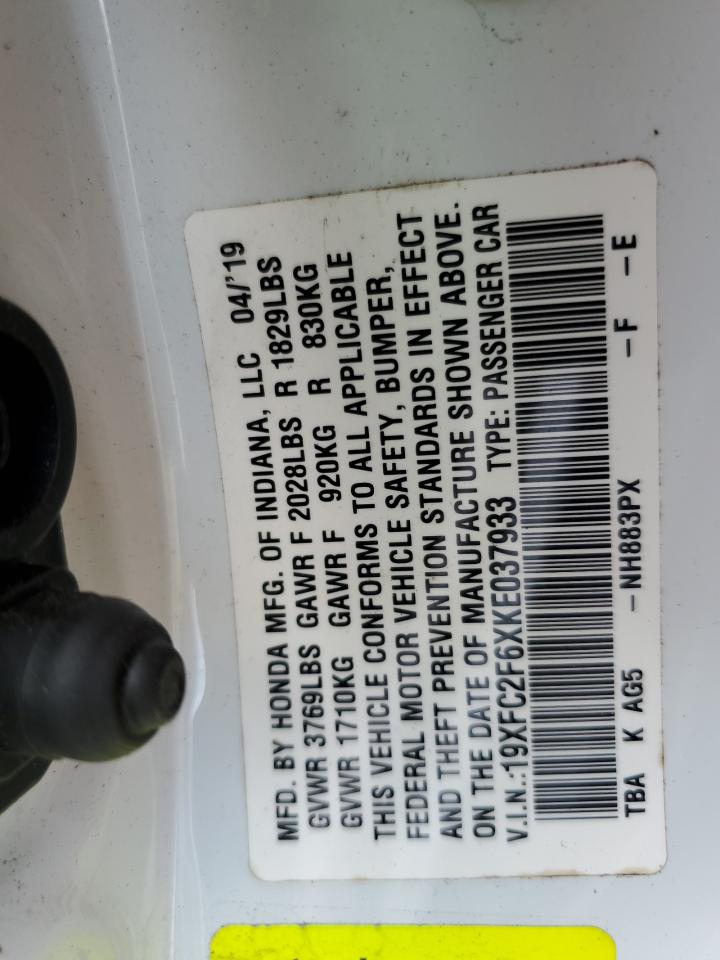 MFD. BY HONDA MFG. OF INDIANA, LLC 04/'19
GVWR 3769LBS GAWR F 2028LBS R 1829LBS
GVWR 1710KG GAWR F 920KG R 830KG
THIS VEHICLE CONFORMS TO ALL APPLICABLE
FEDERAL MOTOR VEHICLE SAFETY, BUMPER,
AND THEFT PREVENTION STANDARDS IN EFFECT
ON THE DATE OF MANUFACTURE SHOWN ABOVE.
V.I.N.:19XFC2F6XKE037933 TYPE: PASSENGER CAR
TBA K AG5 -NH883PX -F -E